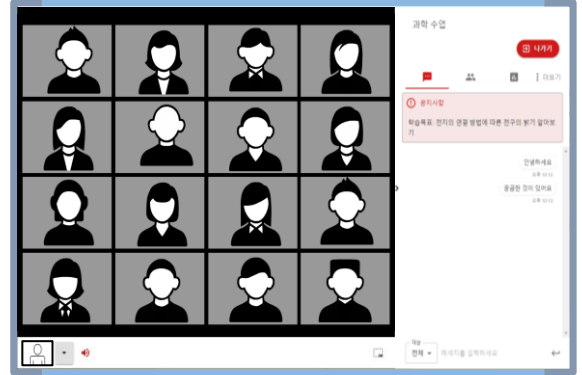 과학 수업
나가기
더보기
공지사항
학습목표: 전지의 연결 방법에 따른 전구의 밝기 알아보
기
안녕하세요
궁금한 것이 있어요
대상
전체
메세지를 입력하세요